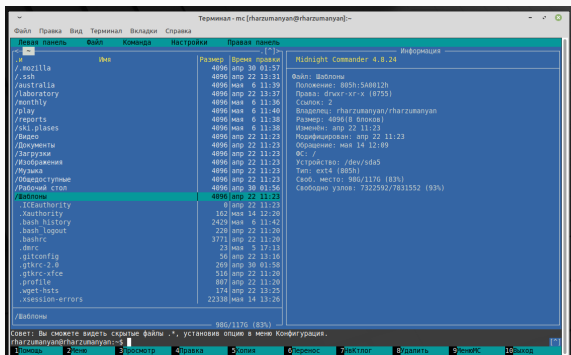 Терминал - mc [rharzumanyan@rharzumanyan]:~
Файл Правка Вид Терминал Вкладки Справка
Левая панель Файл Команда Настройки Правая панель
<- ~ .[^]>
.и Имя Размер Время правки
/.mozilla 4096 апр 30 01:57
/.ssh 4096 апр 22 13:31
/australia 4096 мая 6 11:39
/laboratory 4096 апр 22 13:37
/monthly 4096 мая 6 11:36
/play 4096 мая 6 11:40
/reports 4096 мая 6 11:38
/ski.plases 4096 мая 6 11:38
/Видео 4096 апр 22 11:23
/Документы 4096 апр 22 11:23
/Загрузки 4096 апр 22 11:23
/Изображения 4096 апр 22 11:23
/Музыка 4096 апр 22 11:23
/Общедоступные 4096 апр 22 11:23
/Рабочий стол 4096 апр 30 01:56
/Шаблоны 4096 апр 22 11:23
.ICEauthority 0 апр 22 11:23
.Xauthority 162 мая 14 12:20
.bash_history 2429 мая 6 11:42
.bash_logout 220 апр 22 11:20
.bashrc 3771 апр 22 11:20
.dmrc 23 мая 5 17:13
.gitconfig 56 апр 22 13:16
.gtkrc-2.0 269 апр 30 01:58
.gtkrc-xfce 516 апр 22 11:20
.profile 807 апр 22 11:20
.wget-hsts 174 апр 22 13:25
.xsession-errors 22338 мая 14 13:26
/Шаблоны
98G/117G (83%)
Информация
Midnight Commander 4.8.24
Файл: Шаблоны
Положение: 805h:5A0012h
Права: drwxr-xr-x (0755)
Ссылок: 2
Владелец: rharzumanyan/rharzumanyan
Размер: 4096(8 блоков)
Изменён: апр 22 11:23
Модифицирован: апр 22 11:23
Обращение: мая 14 12:09
ФС: /
Устройство: /dev/sda5
Тип: ext4 (805h)
Своб. место: 98G/117G (83%)
Свободно узлов: 7322592/7831552 (93%)
Совет: Вы сможете видеть скрытые файлы .*, установив опцию в меню Конфигурация.
rharzumanyan@rharzumanyan:~$ [^]
1Помощь 2Меню 3Просмотр 4Правка 5Копия 6Перенос 7НвКтлог 8Удалить 9МенюМС 10Выход